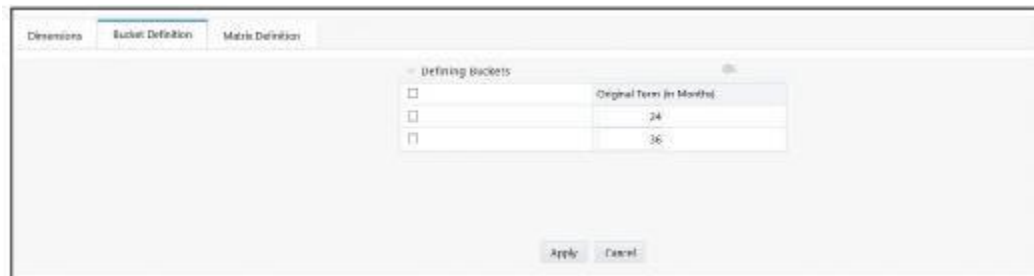 Dimensions Bucket Definition Matrix Definition
Defining Buckets
Original Term (in Months)
24
36
Apply Cancel